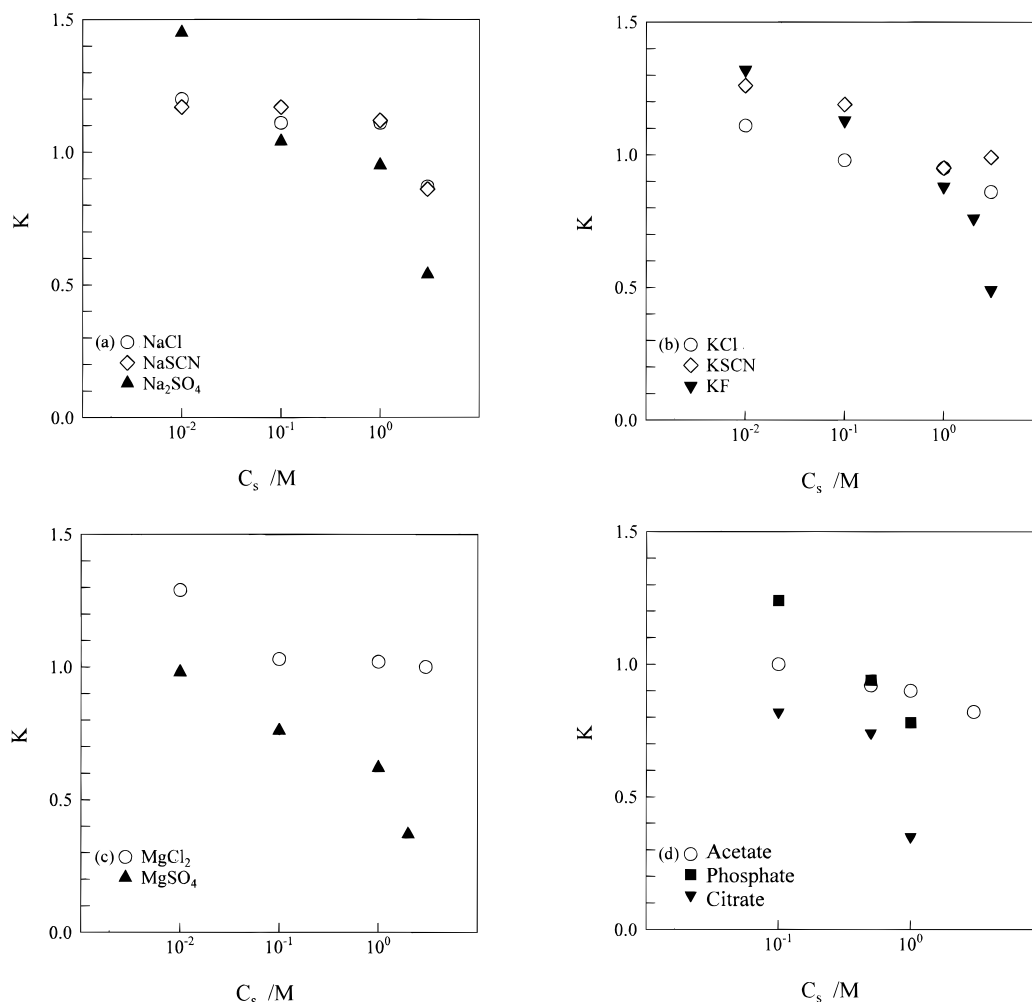 1.5
1.0
K
0.5
(a) NaCl
NaSCN
Na₂SO₄
0.0
10⁻² 10⁻¹ 10⁰
Cₛ /M
1.5
1.0
K
0.5
(b) KCl
KSCN
KF
0.0
10⁻² 10⁻¹ 10⁰
Cₛ /M
1.5
1.0
K
0.5
(c) MgCl₂
MgSO₄
0.0
10⁻² 10⁻¹ 10⁰
Cₛ /M
1.5
1.0
K
0.5
(d) Acetate
Phosphate
Citrate
0.0
10⁻¹ 10⁰
Cₛ /M